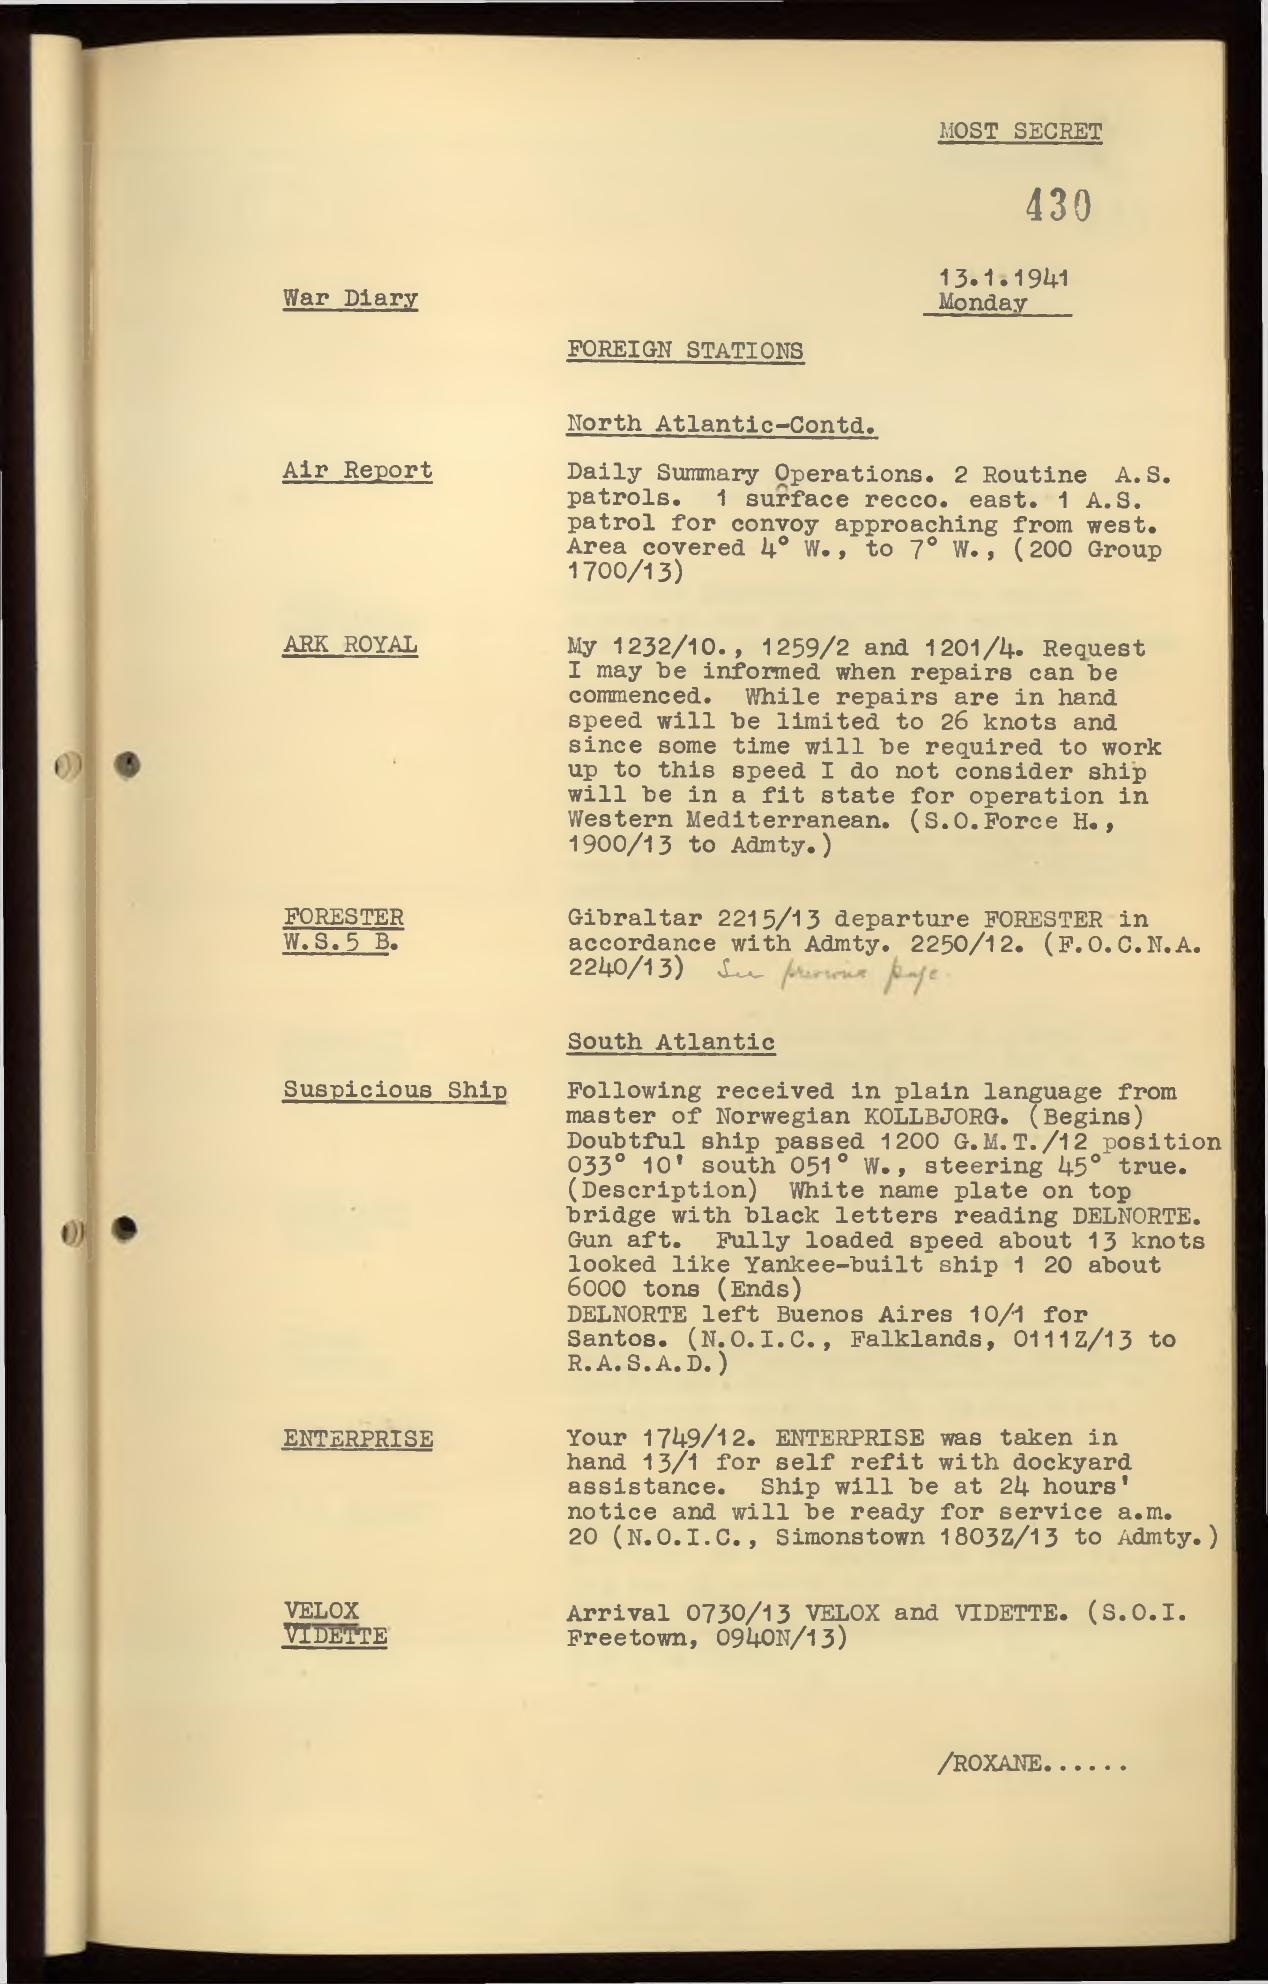 MOST SECRET
430
13.1.1941
War Diary
Monday
FOREIGN STATIONS
North Atlantic-Contd.
Air Report
Daily Summary Operations. 2 Routine A.S.
patrols. 1 surface recco. east. 1 A.S.
patrol for convoy approaching from west.
Area covered 4° W., to 7° W., (200 Group
1700/13)
ARK ROYAL
My 1232/10., 1259/2 and 1201/4. Request
I may be informed when repairs can be
commenced. While repairs are in hand
speed will be limited to 26 knots and
since some time will be required to work
up to this speed I do not consider ship
will be in a fit state for operation in
Western Mediterranean. (S.O.Force H.,
1900/13 to Admty.)
FORESTER
W.S.5 B.
Gibraltar 2215/13 departure FORESTER in
accordance with Admty. 2250/12. (F.O.C.N.A.
2240/13) See previous page.
South Atlantic
Suspicious Ship
Following received in plain language from
master of Norwegian KOLLBJORG. (Begins)
Doubtful ship passed 1200 G.M.T./12 position
033° 10' south 051° W., steering 45° true.
(Description) White name plate on top
bridge with black letters reading DELNORTE.
Gun aft. Fully loaded speed about 13 knots
looked like Yankee-built ship 1 20 about
6000 tons (Ends)
DELNORTE left Buenos Aires 10/1 for
Santos. (N.O.I.C., Falklands, 0111Z/13 to
R.A.S.A.D.)
ENTERPRISE
Your 1749/12. ENTERPRISE was taken in
hand 13/1 for self refit with dockyard
assistance. Ship will be at 24 hours'
notice and will be ready for service a.m.
20 (N.O.I.C., Simonstown 1803Z/13 to Admty.)
VELOX
VIDETTE
Arrival 0730/13 VELOX and VIDETTE. (S.O.I.
Freetown, 0940N/13)
/ROXANE......